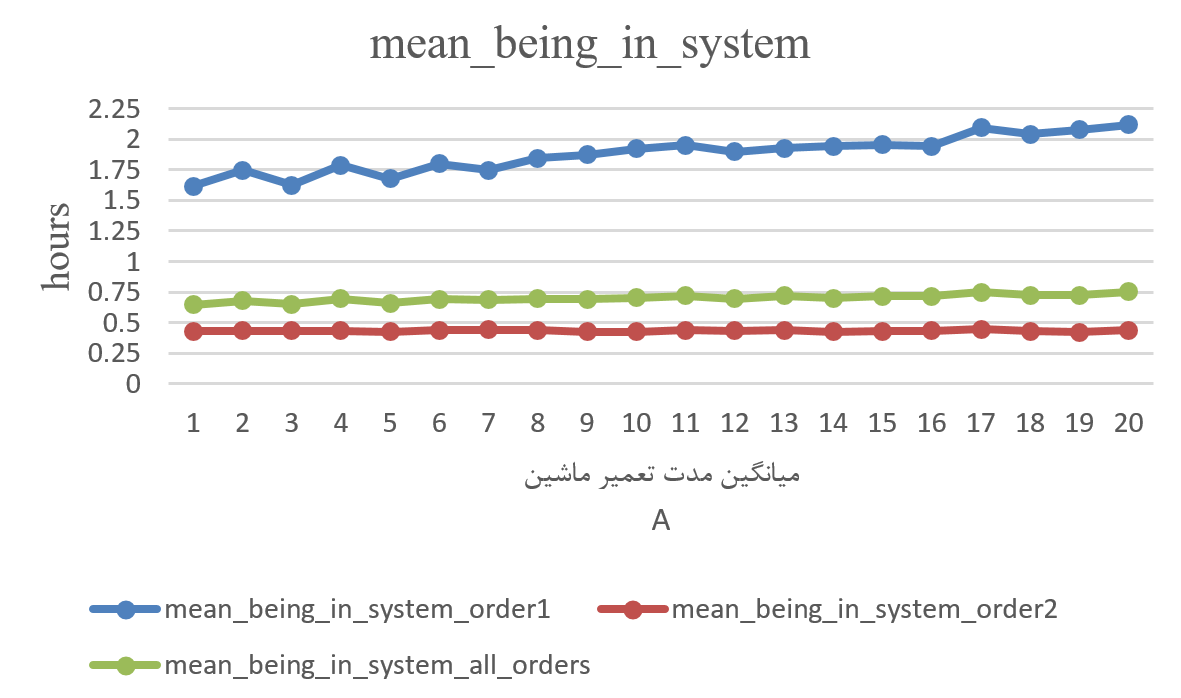 mean_being_in_system
hours
2.25
2
1.75
1.5
1.25
1
0.75
0.5
0.25
0
1 2 3 4 5 6 7 8 9 10 11 12 13 14 15 16 17 18 19 20
میانگین مدت تعمیر ماشین
A
mean_being_in_system_order1 mean_being_in_system_order2
mean_being_in_system_all_orders